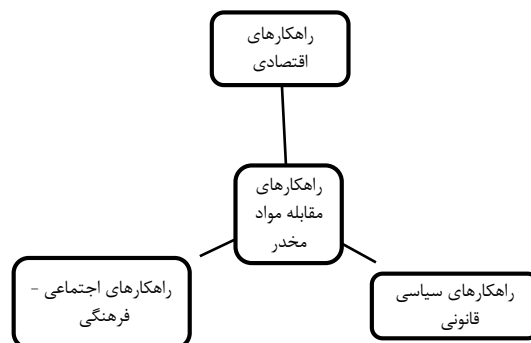 راهکارهای
اقتصادی
راهکارهای
مقابله مواد
مخدر
راهکارهای سیاسی
قانونی
راهکارهای اجتماعی –
فرهنگی